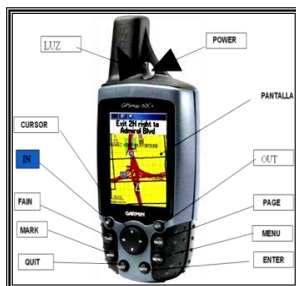 LUZ
POWER
GPSmap 60C
Exit 2H right to
Admiral Blvd
PANTALLA
CURSOR
IN
OUT
GARMIN
FAIN
PAGE
MARK
MENU
QUIT
ENTER